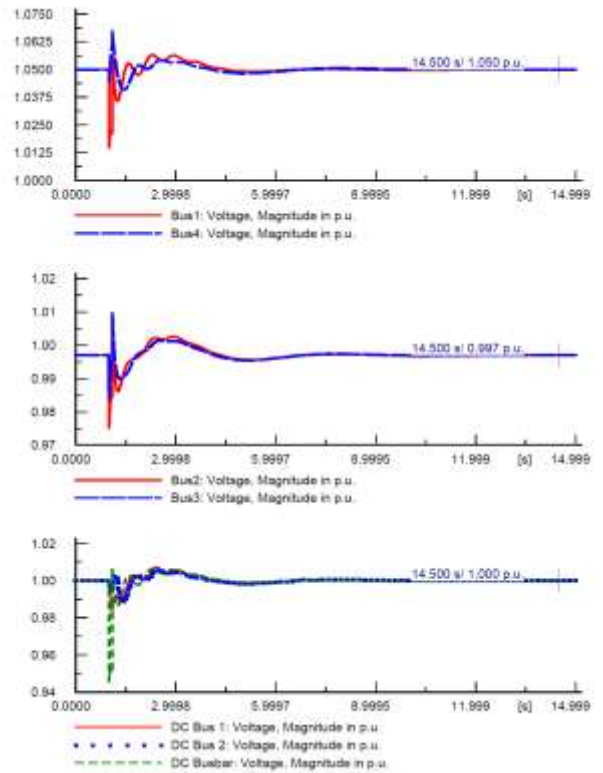 1.0750
1.0625
1.0500
1.0375
1.0250
1.0125
1.0000
14.500 s/ 1.050 p.u.
0.0000 2.9998 5.9997 8.9995 11.999 [s] 14.999
Bus1: Voltage, Magnitude in p.u.
Bus4: Voltage, Magnitude in p.u.
1.02
1.01
1.00
0.99
0.98
0.97
14.500 s/ 0.997 p.u.
0.0000 2.9998 5.9997 8.9995 11.999 [s] 14.999
Bus2: Voltage, Magnitude in p.u.
Bus3: Voltage, Magnitude in p.u.
1.02
1.00
0.98
0.96
0.94
14.500 s/ 1.000 p.u.
0.0000 2.9998 5.9997 8.9995 11.999 [s] 14.999
DC Bus 1: Voltage, Magnitude in p.u.
DC Bus 2: Voltage, Magnitude in p.u.
DC Busbar: Voltage, Magnitude in p.u.